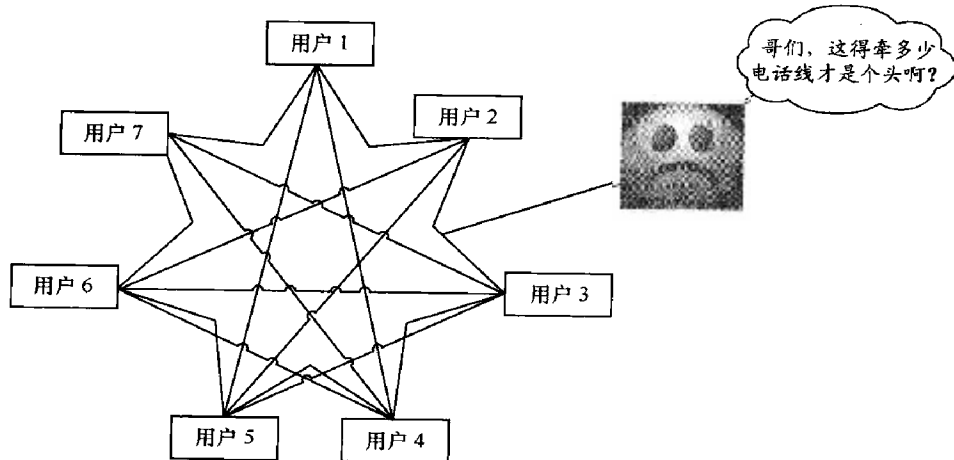 用户 1
哥们，这得牵多少
电话线才是个头啊？
用户 2
用户 7
用户 6
用户 3
用户 5
用户 4